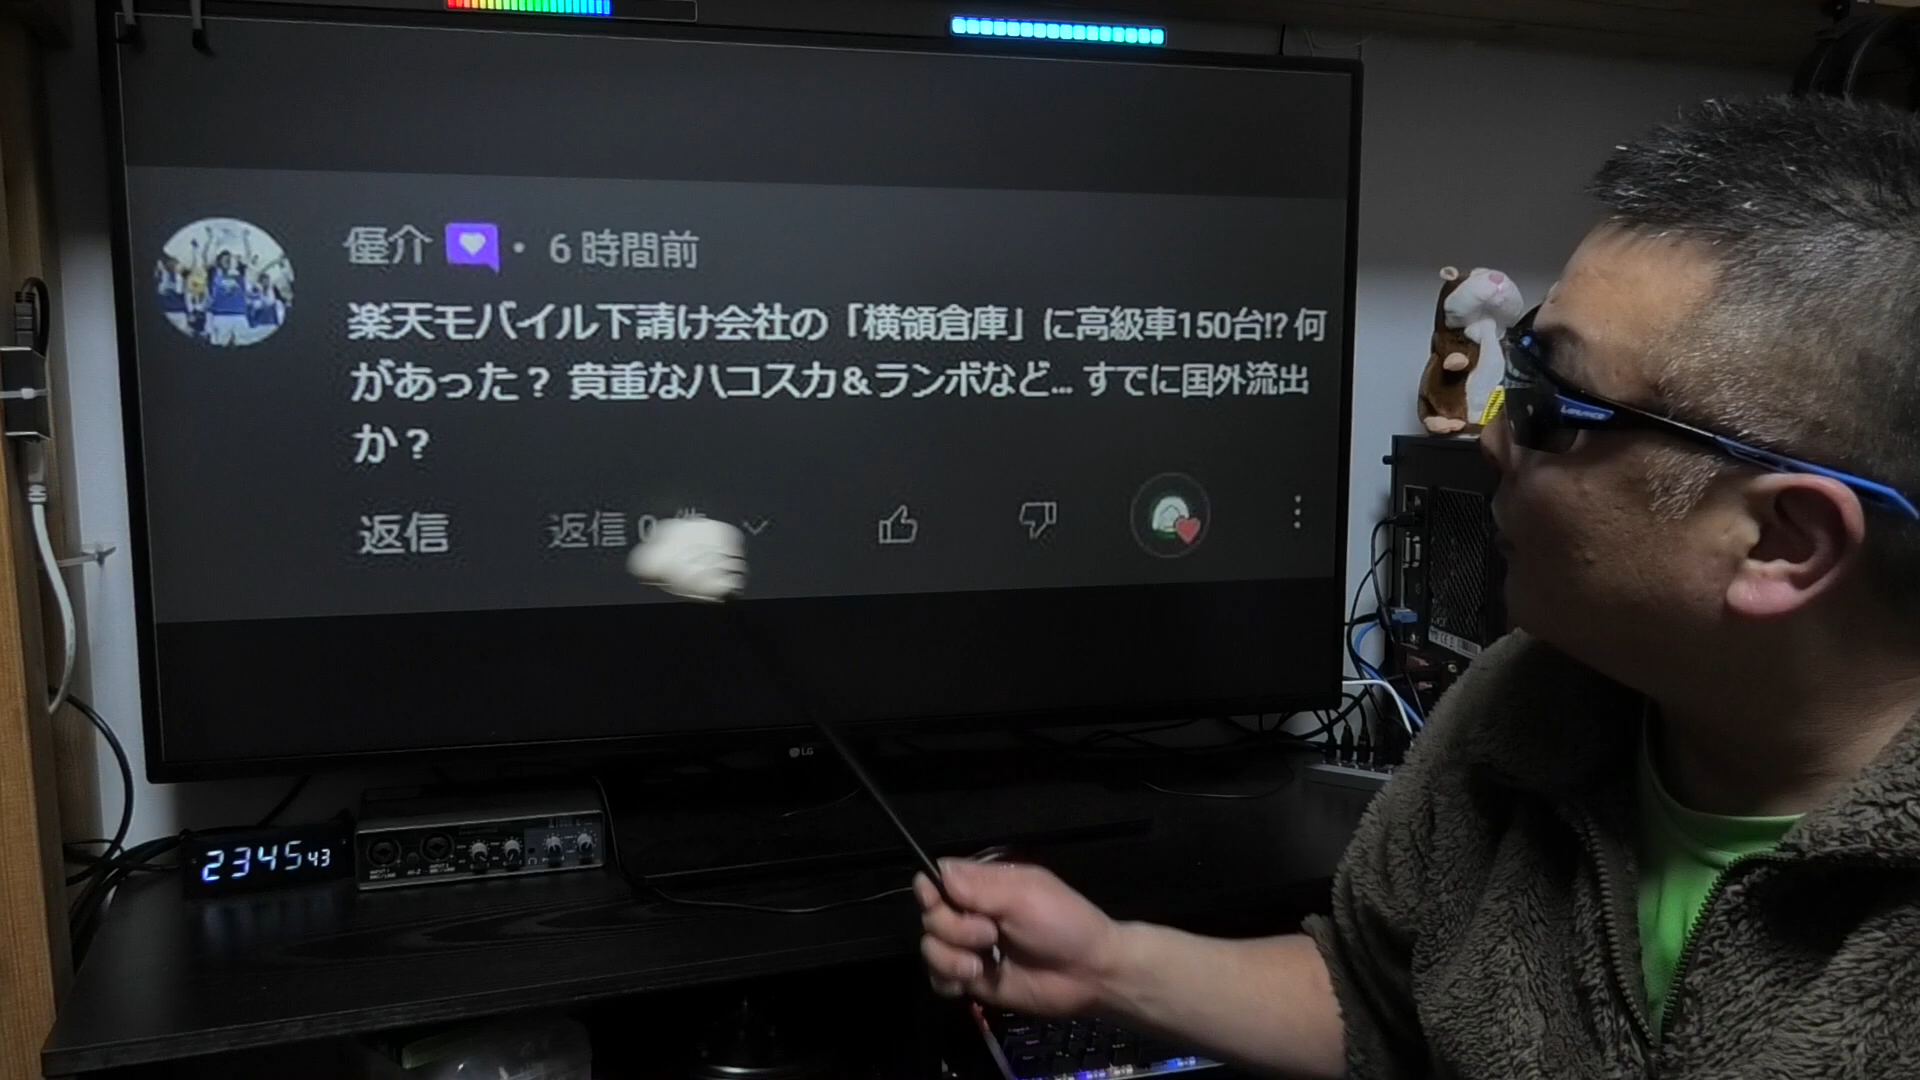 優介 • 6 時間前
楽天モバイル下請け会社の「横領倉庫」に高級車150台!? 何
があった？ 貴重なハコスカ＆ランボなど... すでに国外流出
か？
返信
返信 0
LG
234543